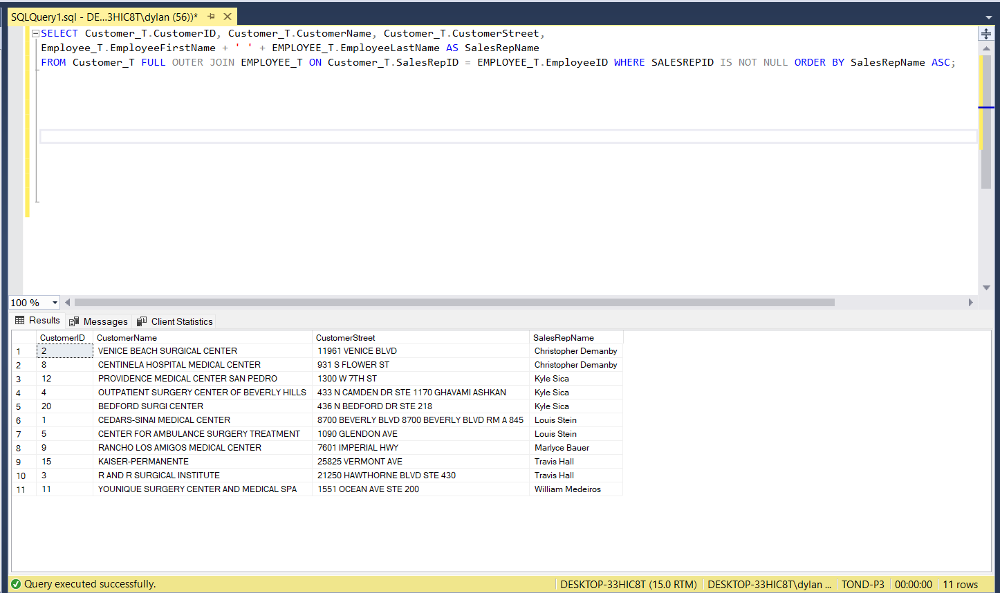 SQLQuery1.sql - DE...3HIC8T\dylan (56))*
SELECT Customer_T.CustomerID, Customer_T.CustomerName, Customer_T.CustomerStreet,
Employee_T.EmployeeFirstName + ' ' + EMPLOYEE_T.EmployeeLastName AS SalesRepName
FROM Customer_T FULL OUTER JOIN EMPLOYEE_T ON Customer_T.SalesRepID = EMPLOYEE_T.EmployeeID WHERE SALESREPID IS NOT NULL ORDER BY SalesRepName ASC;
100 %
Results Messages Client Statistics
CustomerID CustomerName CustomerStreet SalesRepName
1 2 VENICE BEACH SURGICAL CENTER 11961 VENICE BLVD Christopher Demanby
2 8 CENTINELA HOSPITAL MEDICAL CENTER 931 S FLOWER ST Christopher Demanby
3 12 PROVIDENCE MEDICAL CENTER SAN PEDRO 1300 W 7TH ST Kyle Sica
4 4 OUTPATIENT SURGERY CENTER OF BEVERLY HILLS 433 N CAMDEN DR STE 1170 GHAVAMI ASHKAN Kyle Sica
5 20 BEDFORD SURGI CENTER 436 N BEDFORD DR STE 218 Kyle Sica
6 1 CEDARS-SINAI MEDICAL CENTER 8700 BEVERLY BLVD 8700 BEVERLY BLVD RM A 845 Louis Stein
7 5 CENTER FOR AMBULANCE SURGERY TREATMENT 1090 GLENDON AVE Louis Stein
8 9 RANCHO LOS AMIGOS MEDICAL CENTER 7601 IMPERIAL HWY Marlyce Bauer
9 15 KAISER-PERMANENTE 25825 VERMONT AVE Travis Hall
10 3 R AND R SURGICAL INSTITUTE 21250 HAWTHORNE BLVD STE 430 Travis Hall
11 11 YOUNIQUE SURGERY CENTER AND MEDICAL SPA 1551 OCEAN AVE STE 200 William Medeiros
Query executed successfully. DESKTOP-33HIC8T (15.0 RTM) DESKTOP-33HIC8T\dylan ... TOND-P3 00:00:00 11 rows